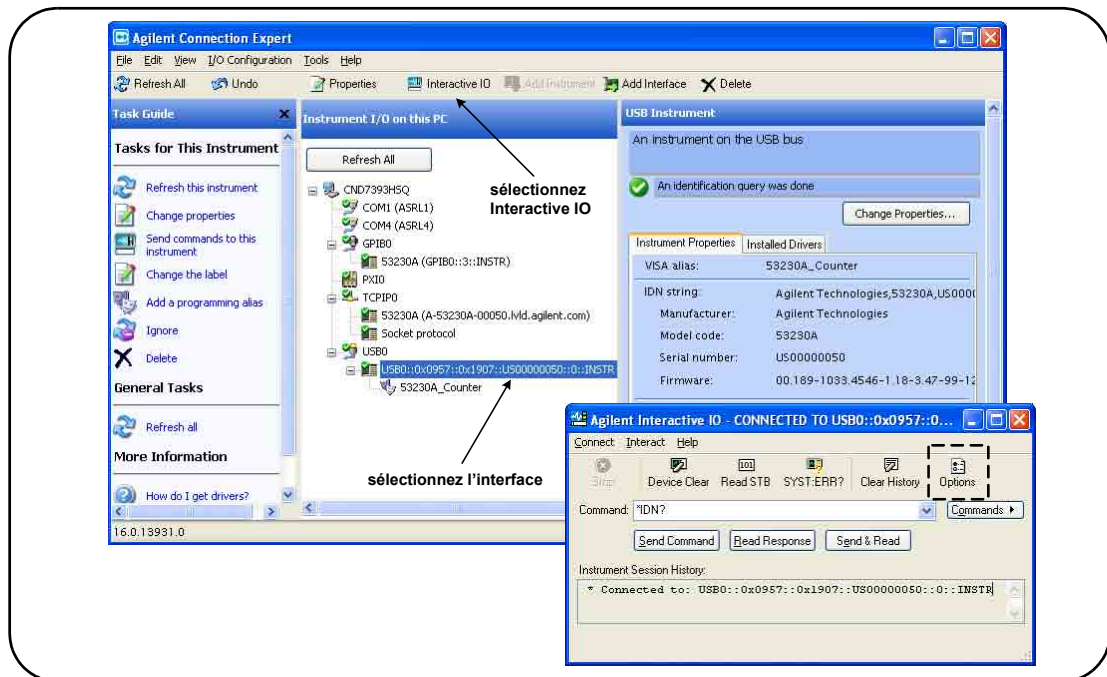 Agilent Connection Expert
File Edit View I/O Configuration Tools Help
Refresh All Undo Properties Interactive IO Add Instrument Add Interface Delete
Task Guide
Tasks for This Instrument
Refresh this instrument
Change properties
Send commands to this
instrument
Change the label
Add a programming alias
Ignore
Delete
General Tasks
Refresh all
More Information
How do I get drivers?
Instrument I/O on this PC
Refresh All
CND7393H5Q
COM1 (ASRL1)
COM4 (ASRL4)
GPIB0
53230A (GPIB0::3::INSTR)
PXI0
TCPIP0
53230A (A-53230A-00050.lvld.agilent.com)
Socket protocol
USB0
USB0::0x0957::0x1907::US00000050::0::INSTR
53230A_Counter
sélectionnez
Interactive IO
sélectionnez l'interface
USB Instrument
An instrument on the USB bus
An identification query was done
Change Properties...
Instrument Properties Installed Drivers
VISA alias: 53230A_Counter
IDN string: Agilent Technologies,53230A,US000(
Manufacturer: Agilent Technologies
Model code: 53230A
Serial number: US00000050
Firmware: 00.189-1033.4546-1.18-3.47-99-12
16.0.13931.0
Agilent Interactive IO - CONNECTED TO USB0::0x0957::0...
Connect Interact Help
Stop Device Clear Read STB SYST:ERR? Clear History Options
Command: *IDN? Commands
Send Command Read Response Send & Read
Instrument Session History:
* Connected to: USB0::0x0957::0x1907::US00000050::0::INSTR